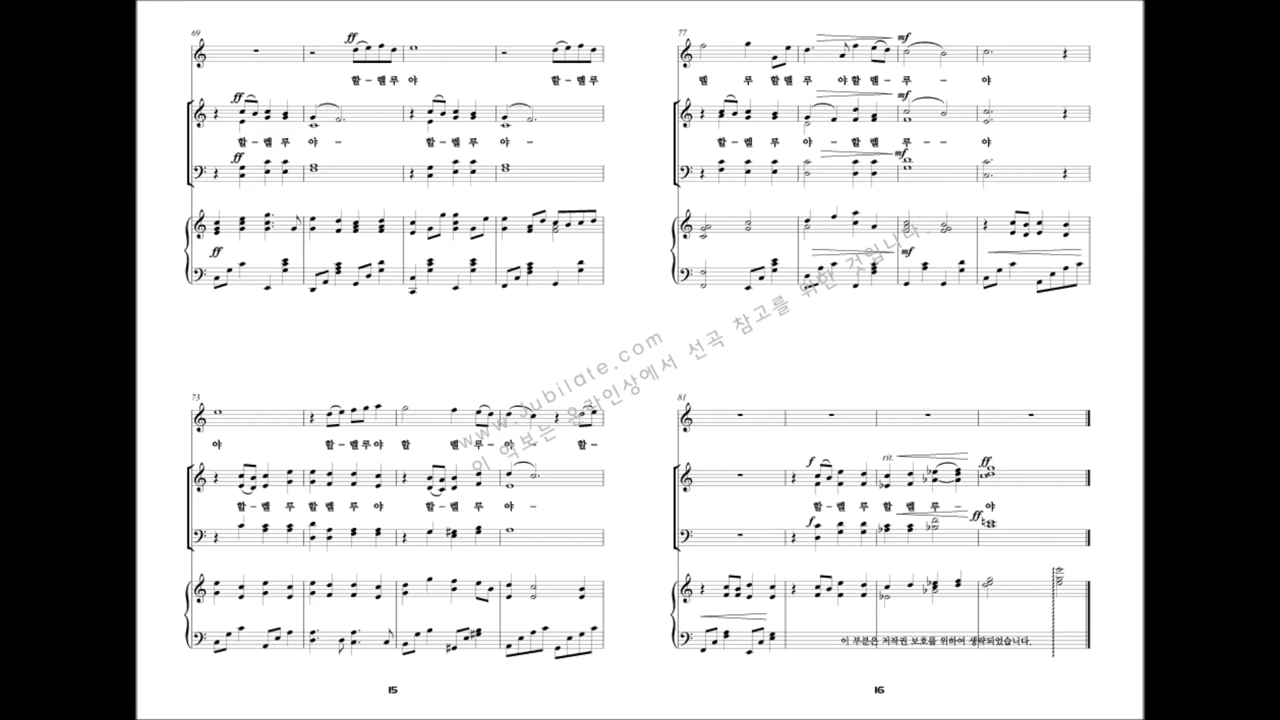 69
ff
할-렐루 야 할-렐루
ff
할-렐 루 야- 할-렐 루 야-
ff
ff
73
야 할-렐루야 할 렐루-야- 할-
할-렐 루 할렐 루 야 할-렐 루 야-
15
77
mf
렐 루 할렐루 야할렐- 루- 야
mf
할-렐 루 야- 할렐 루- 야
mf
mf
81
f rit. ff
할- 렐 루 할 렐 루- 야
f ff
이 부분은 저작권 보호를 위하여 생략되었습니다.
16
www.Jubilate.com
이 악보는 온라인상에서 선곡 참고를 위한 것입니다.